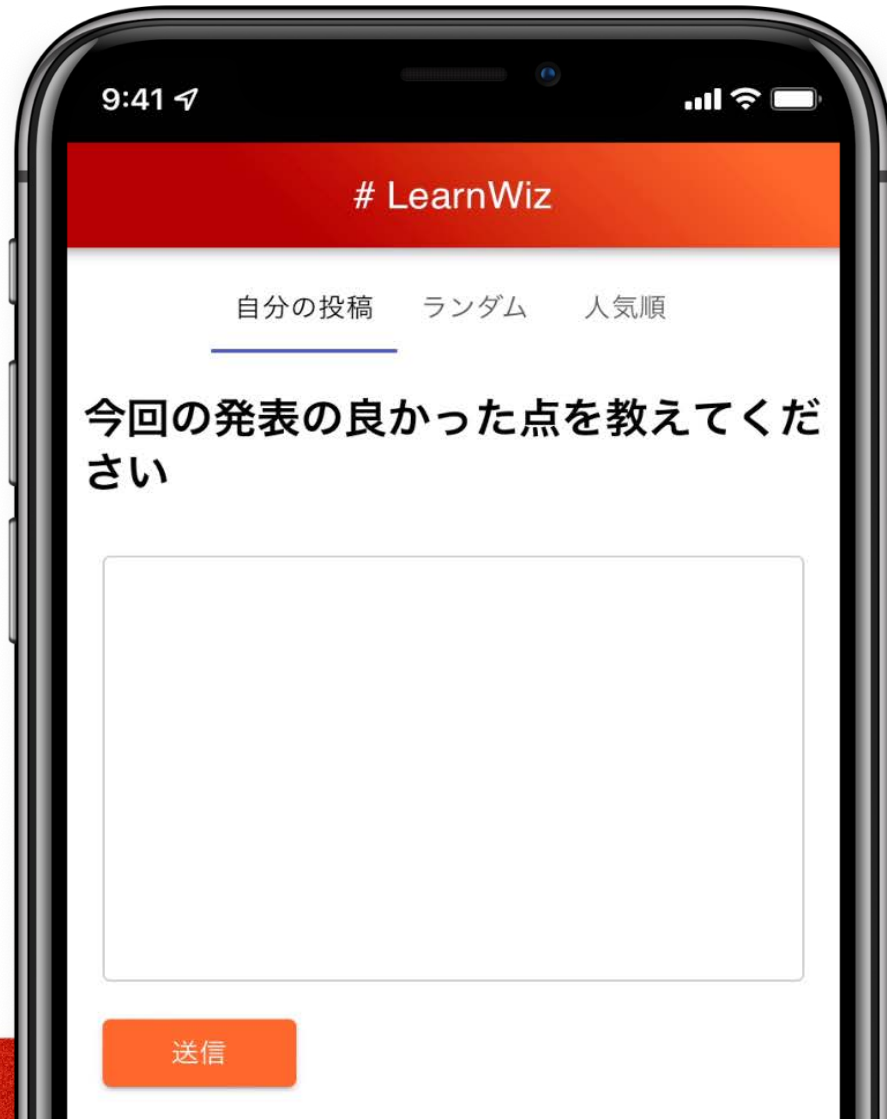 9:41
# LearnWiz
自分の投稿 ランダム 人気順
今回の発表の良かった点を教えてくだ
さい
送信